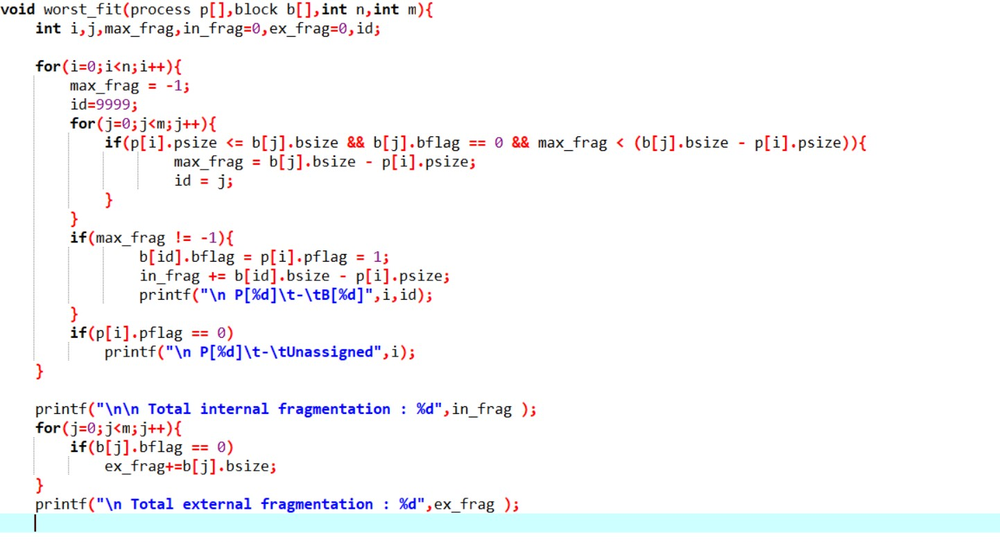 void worst_fit(process p[],block b[],int n,int m){
    int i,j,max_frag,in_frag=0,ex_frag=0,id;

    for(i=0;i<n;i++){
        max_frag = -1;
        id=9999;
        for(j=0;j<m;j++){
            if(p[i].psize <= b[j].bsize && b[j].bflag == 0 && max_frag < (b[j].bsize - p[i].psize)){
                    max_frag = b[j].bsize - p[i].psize;
                    id = j;
            }
        }
        if(max_frag != -1){
                b[id].bflag = p[i].pflag = 1;
                in_frag += b[id].bsize - p[i].psize;
                printf("\n P[%d]\t-\tB[%d]",i,id);
        }
        if(p[i].pflag == 0)
            printf("\n P[%d]\t-\tUnassigned",i);
    }

    printf("\n\n Total internal fragmentation : %d",in_frag );
    for(j=0;j<m;j++){
        if(b[j].bflag == 0)
            ex_frag+=b[j].bsize;
    }
    printf("\n Total external fragmentation : %d",ex_frag );